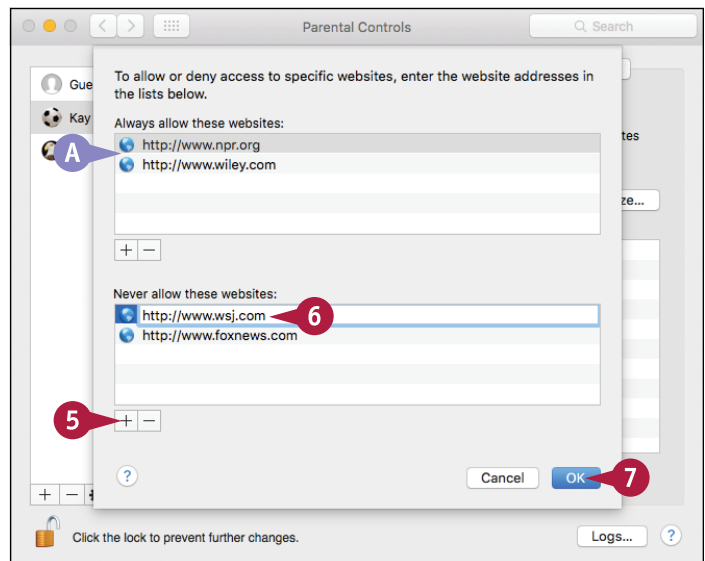 Parental Controls
Search
To allow or deny access to specific websites, enter the website addresses in
the lists below.
Gue
Kay
Always allow these websites:
A
http://www.npr.org
http://www.wiley.com
tes
ze...
+ −
Never allow these websites:
http://www.wsj.com
6
http://www.foxnews.com
5
+ −
?
Cancel
OK
7
+ −
Click the lock to prevent further changes.
Logs...
?